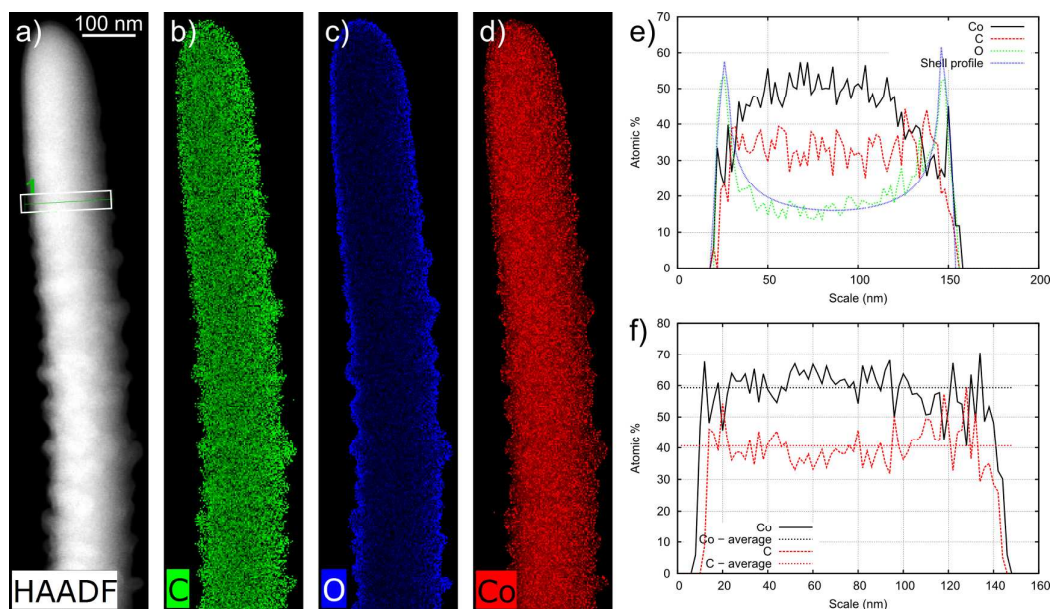 a)
100 nm
1
HAADF
b)
C
c)
O
d)
Co
e)
Co
C
O
Shell profile
Atomic %
70
60
50
40
30
20
10
0
0 50 100 150 200
Scale (nm)
f)
Atomic %
80
70
60
50
40
30
20
10
0
Co
Co – average
C
C – average
0 20 40 60 80 100 120 140 160
Scale (nm)